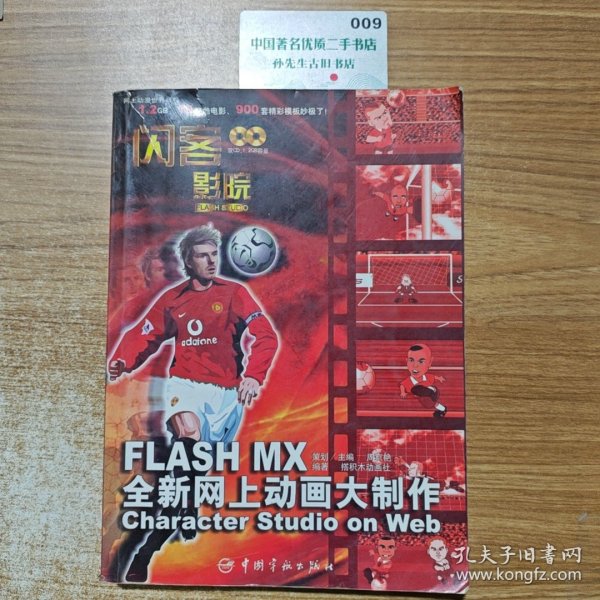 009
中国著名优质二手书店
孙先生古旧书店
1.2GB
电影、900套精彩模板妙极了!
闪客
影院
FLASH STUDIO
vodafone
FLASH MX
策划/主编
编著 搭积木动画社
全新网上动画大制作
Character Studio on Web
中国宇航出版社
孔夫子旧书网
www.kongfz.com